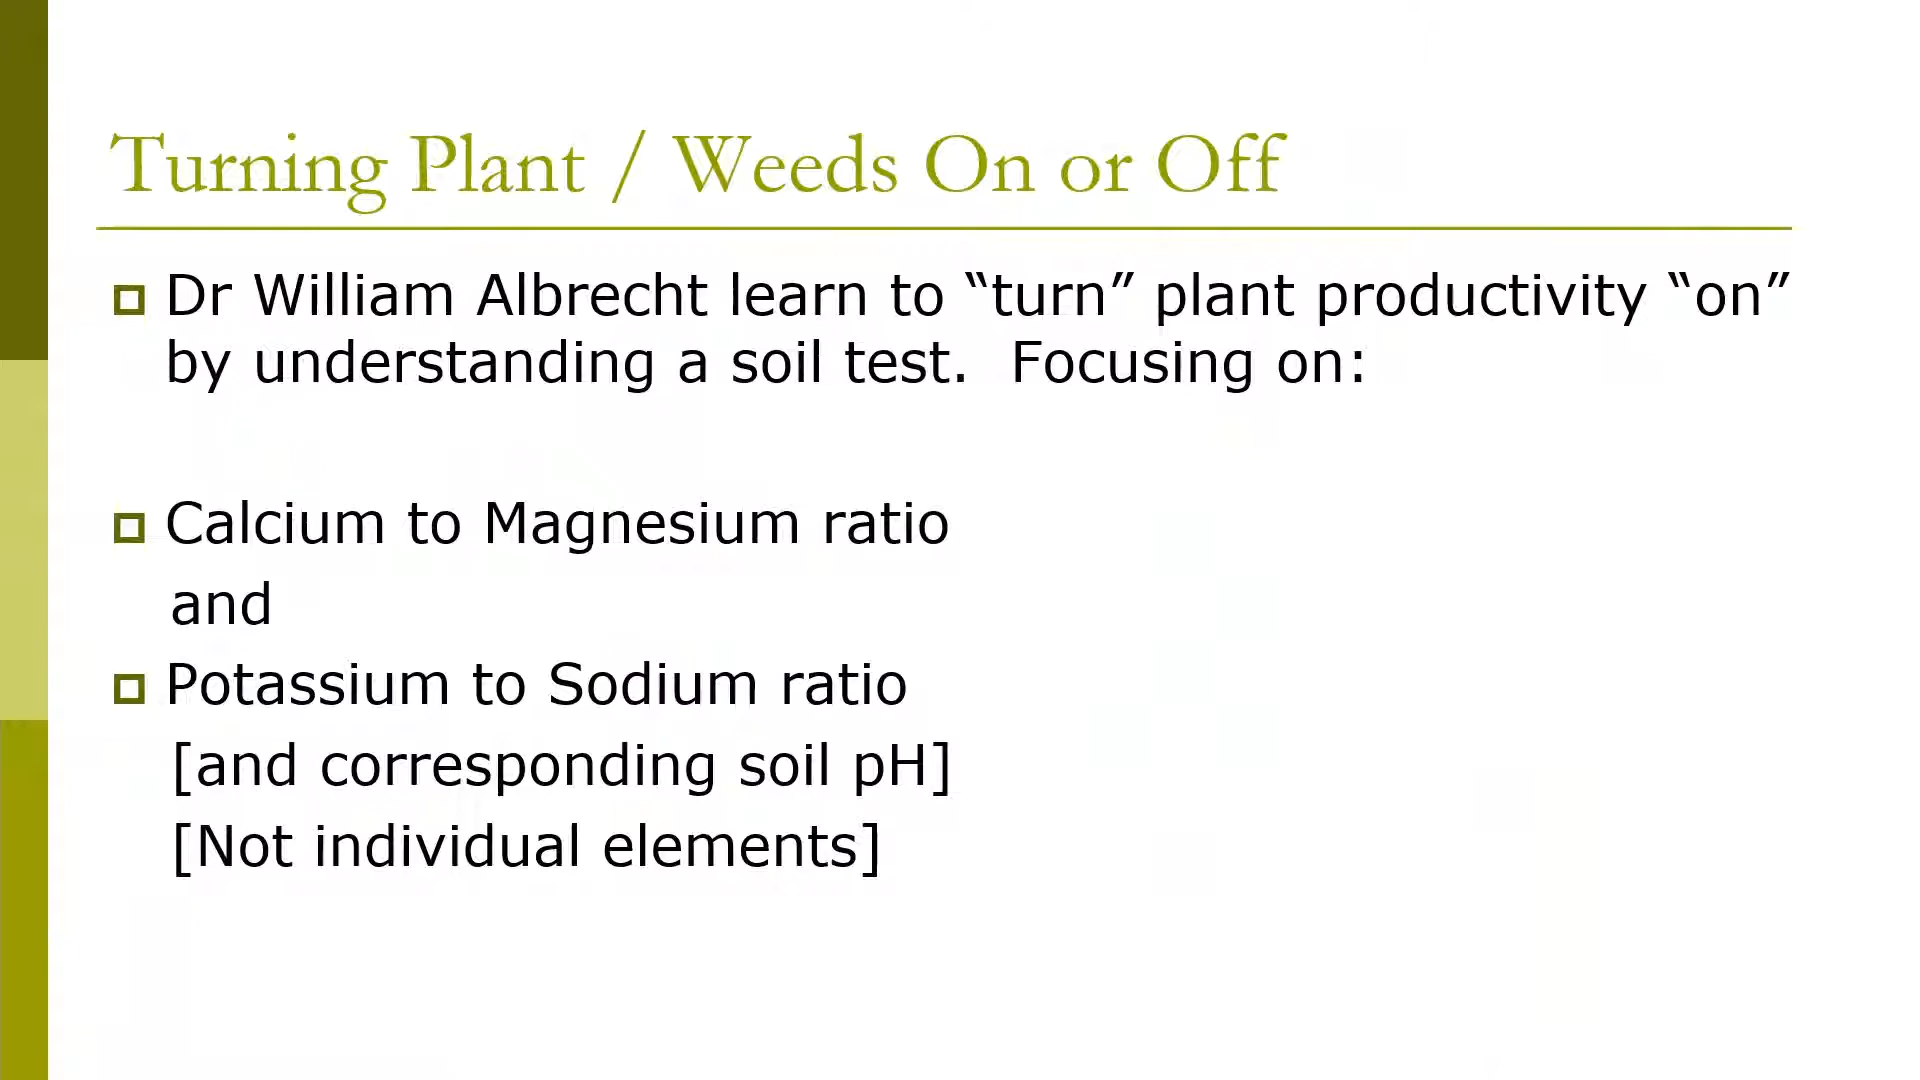 Turning Plant / Weeds On or Off
Dr William Albrecht learn to “turn” plant productivity “on”
by understanding a soil test.  Focusing on:
Calcium to Magnesium ratio
and
Potassium to Sodium ratio
[and corresponding soil pH]
[Not individual elements]